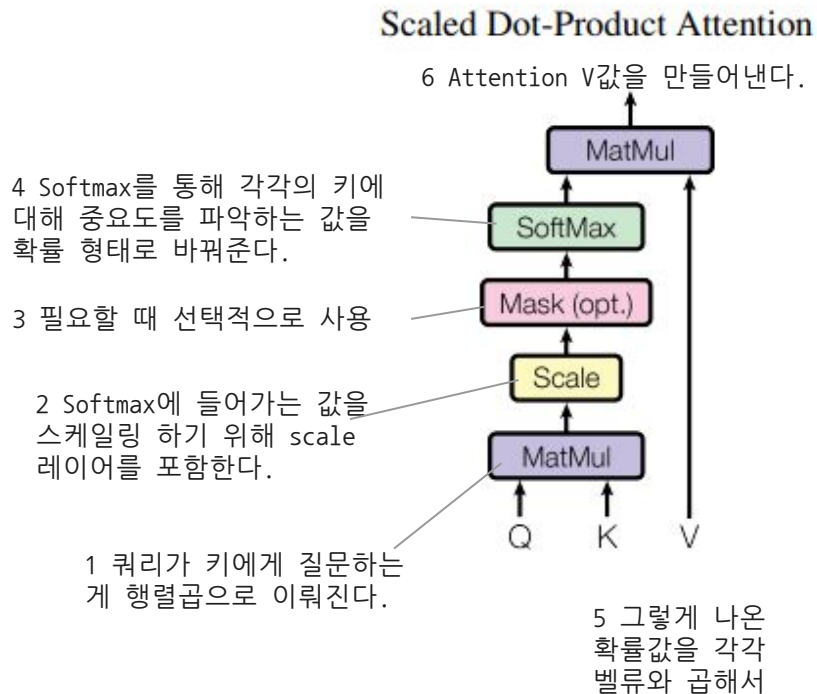 Scaled Dot-Product Attention
6 Attention V값을 만들어낸다.
MatMul
4 Softmax를 통해 각각의 키에
대해 중요도를 파악하는 값을
확률 형태로 바꿔준다.
SoftMax
3 필요할 때 선택적으로 사용
Mask (opt.)
Scale
2 Softmax에 들어가는 값을
스케일링 하기 위해 scale
레이어를 포함한다.
MatMul
Q K V
1 쿼리가 키에게 질문하는
게 행렬곱으로 이뤄진다.
5 그렇게 나온
확률값을 각각
벨류와 곱해서